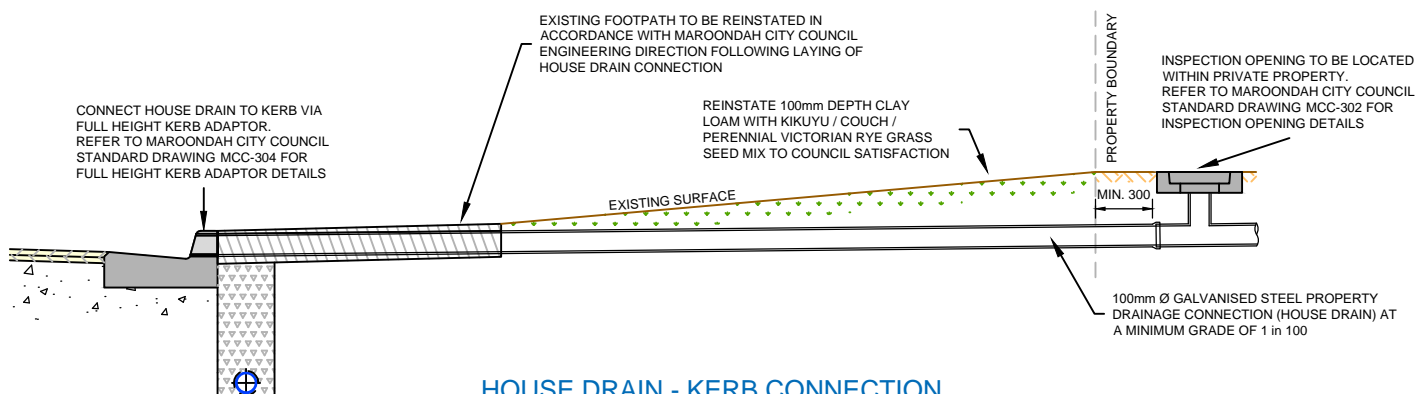 EXISTING FOOTPATH TO BE REINSTATED IN
ACCORDANCE WITH MAROONDAH CITY COUNCIL
ENGINEERING DIRECTION FOLLOWING LAYING OF
HOUSE DRAIN CONNECTION
PROPERTY BOUNDARY
INSPECTION OPENING TO BE LOCATED
WITHIN PRIVATE PROPERTY.
REFER TO MAROONDAH CITY COUNCIL
STANDARD DRAWING MCC-302 FOR
INSPECTION OPENING DETAILS
CONNECT HOUSE DRAIN TO KERB VIA
FULL HEIGHT KERB ADAPTOR.
REFER TO MAROONDAH CITY COUNCIL
STANDARD DRAWING MCC-304 FOR
FULL HEIGHT KERB ADAPTOR DETAILS
REINSTATE 100mm DEPTH CLAY
LOAM WITH KIKUYU / COUCH /
PERENNIAL VICTORIAN RYE GRASS
SEED MIX TO COUNCIL SATISFACTION
EXISTING SURFACE
MIN. 300
100mm Ø GALVANISED STEEL PROPERTY
DRAINAGE CONNECTION (HOUSE DRAIN) AT
A MINIMUM GRADE OF 1 in 100
HOUSE DRAIN - KERB CONNECTION